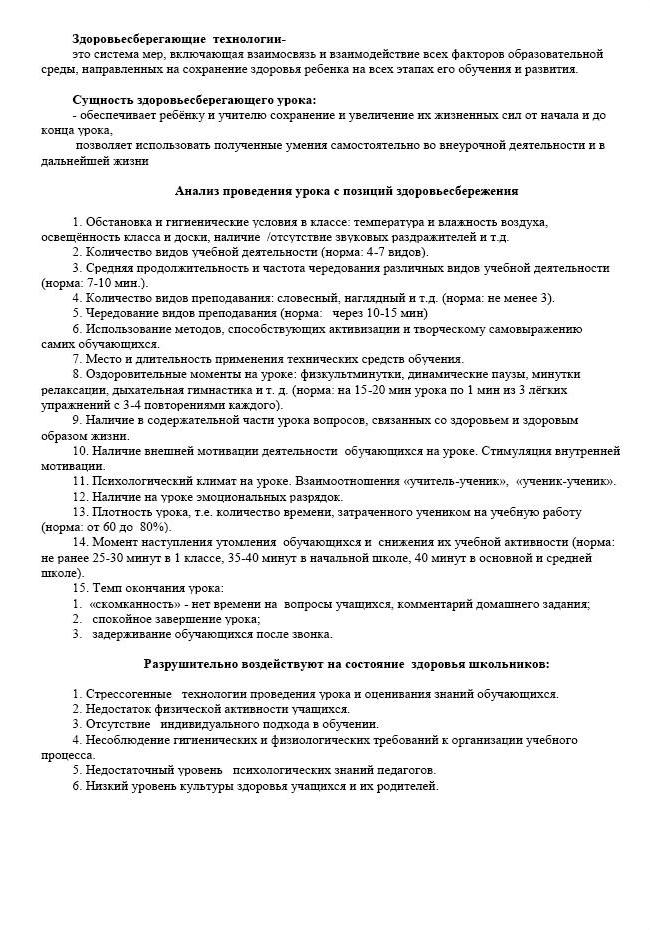 Здоровьесберегающие  технологии-
это система мер, включающая взаимосвязь и взаимодействие всех факторов образовательной
среды, направленных на сохранение здоровья ребенка на всех этапах его обучения и развития.
Сущность здоровьесберегающего урока:
- обеспечивает ребёнку и учителю сохранение и увеличение их жизненных сил от начала и до
конца урока,
позволяет использовать полученные умения самостоятельно во внеурочной деятельности и в
дальнейшей жизни
Анализ проведения урока с позиций здоровьесбережения
1. Обстановка и гигиенические условия в классе: температура и влажность воздуха,
освещённость класса и доски, наличие  /отсутствие звуковых раздражителей и т.д.
2. Количество видов учебной деятельности (норма: 4-7 видов).
3. Средняя продолжительность и частота чередования различных видов учебной деятельности
(норма: 7-10 мин.).
4. Количество видов преподавания: словесный, наглядный и т.д. (норма: не менее 3).
5. Чередование видов преподавания (норма:   через 10-15 мин)
6. Использование методов, способствующих активизации и творческому самовыражению
самих обучающихся.
7. Место и длительность применения технических средств обучения.
8. Оздоровительные моменты на уроке: физкультминутки, динамические паузы, минутки
релаксации, дыхательная гимнастика и т. д. (норма: на 15-20 мин урока по 1 мин из 3 лёгких
упражнений с 3-4 повторениями каждого).
9. Наличие в содержательной части урока вопросов, связанных со здоровьем и здоровым
образом жизни.
10. Наличие внешней мотивации деятельности  обучающихся на уроке. Стимуляция внутренней
мотивации.
11. Психологический климат на уроке. Взаимоотношения «учитель-ученик»,  «ученик-ученик».
12. Наличие на уроке эмоциональных разрядок.
13. Плотность урока, т.е. количество времени, затраченного учеником на учебную работу
(норма: от 60 до  80%).
14. Момент наступления утомления  обучающихся и  снижения их учебной активности (норма:
не ранее 25-30 минут в 1 классе, 35-40 минут в начальной школе, 40 минут в основной и средней
школе).
15. Темп окончания урока:
1.  «скомканность» - нет времени на  вопросы учащихся, комментарий домашнего задания;
2.   спокойное завершение урока;
3.   задерживание обучающихся после звонка.
Разрушительно воздействуют на состояние  здоровья школьников:
1. Стрессогенные   технологии проведения урока и оценивания знаний обучающихся.
2. Недостаток физической активности учащихся.
3. Отсутствие   индивидуального подхода в обучении.
4. Несоблюдение гигиенических и физиологических требований к организации учебного
процесса.
5. Недостаточный уровень   психологических знаний педагогов.
6. Низкий уровень культуры здоровья учащихся и их родителей.